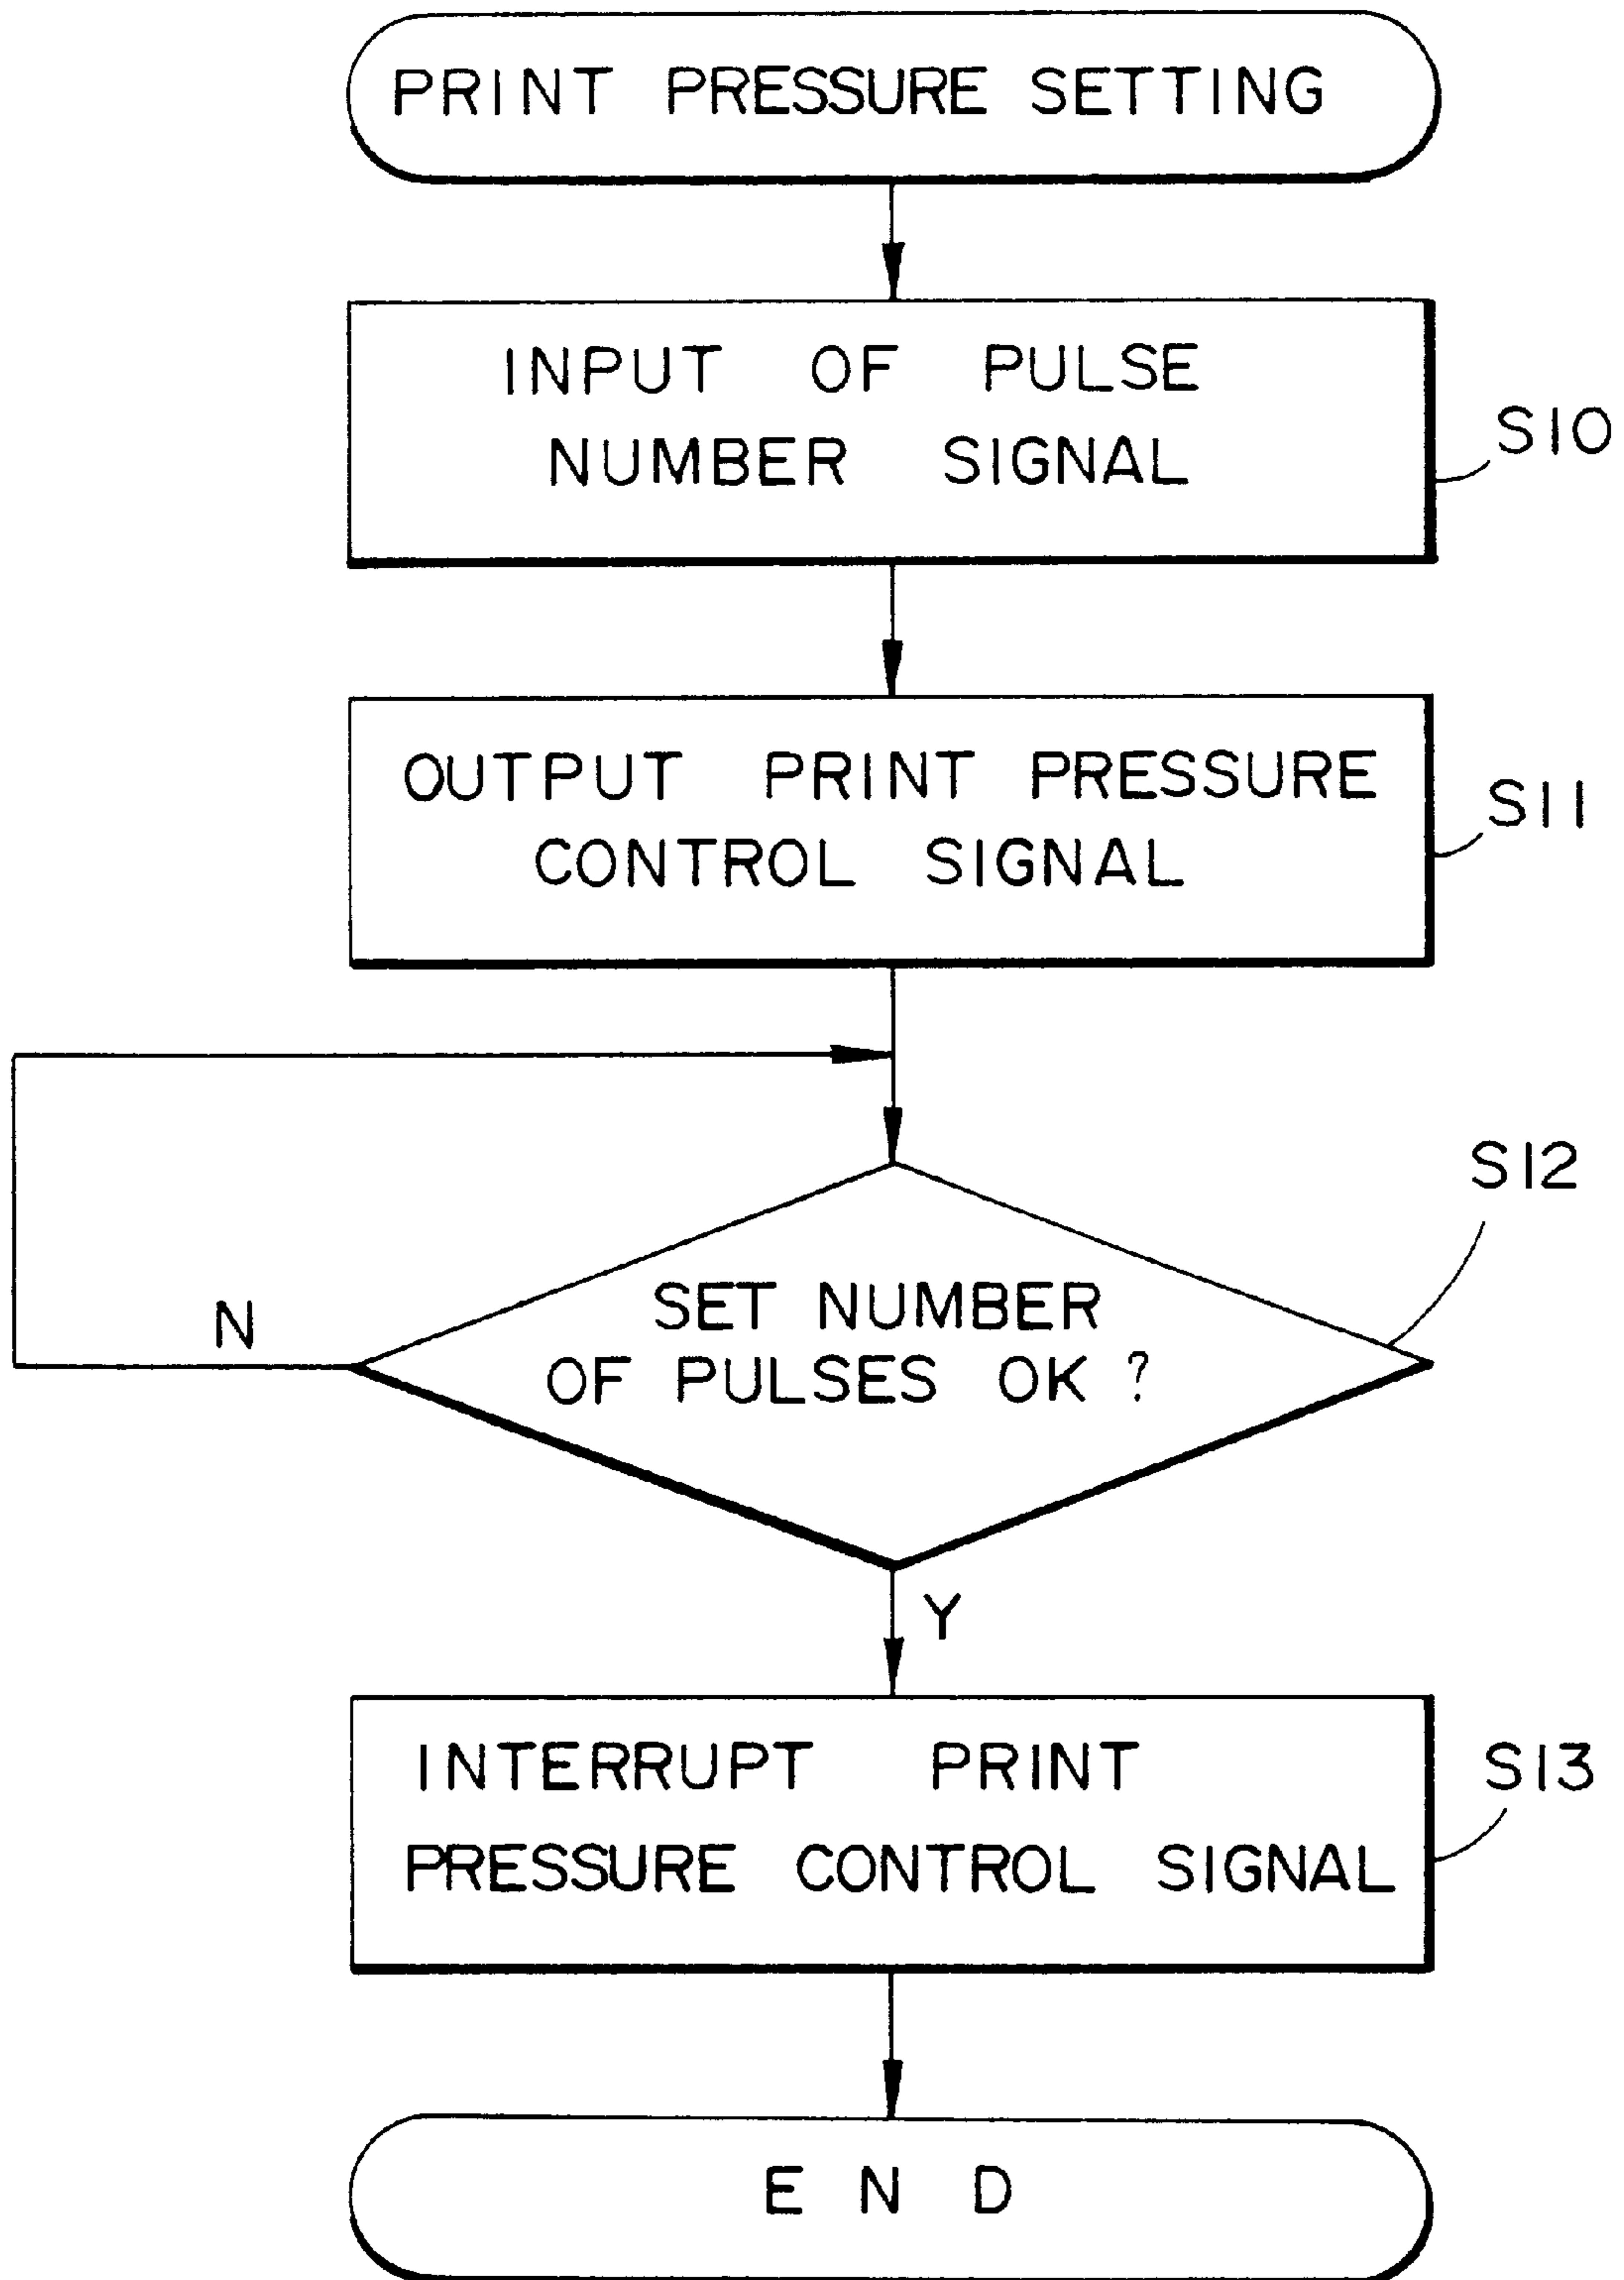 PRINT PRESSURE SETTING
INPUT OF PULSE
NUMBER SIGNAL
S10
OUTPUT PRINT PRESSURE
CONTROL SIGNAL
S11
S12
SET NUMBER
OF PULSES OK ?
N
Y
INTERRUPT PRINT
PRESSURE CONTROL SIGNAL
S13
END